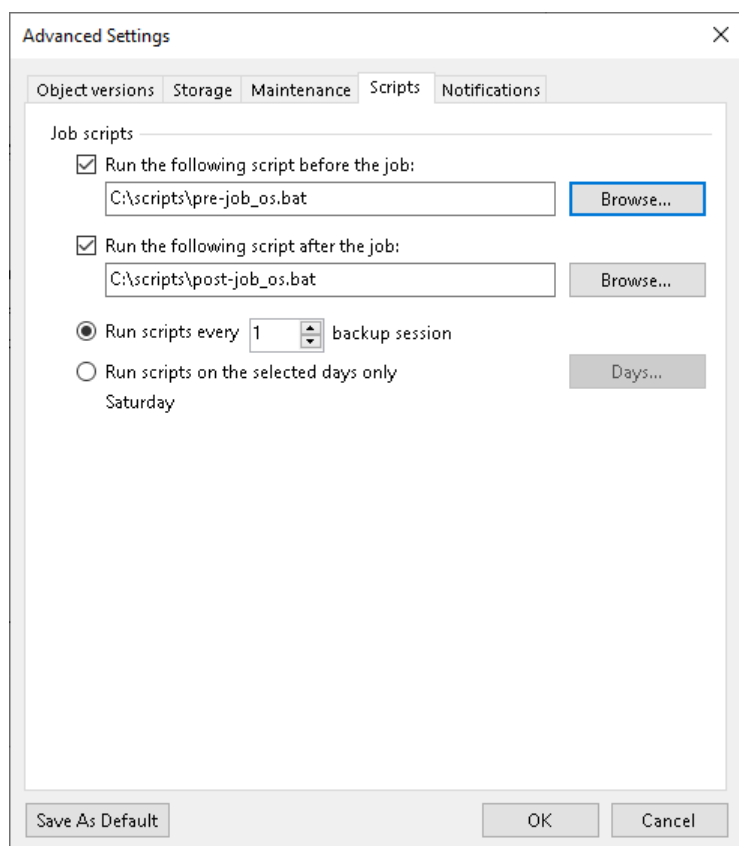 Advanced Settings
Object versions Storage Maintenance Scripts Notifications
Job scripts
Run the following script before the job:
C:\scripts\pre-job_os.bat Browse...
Run the following script after the job:
C:\scripts\post-job_os.bat Browse...
Run scripts every 1 backup session
Run scripts on the selected days only Days...
Saturday
Save As Default OK Cancel